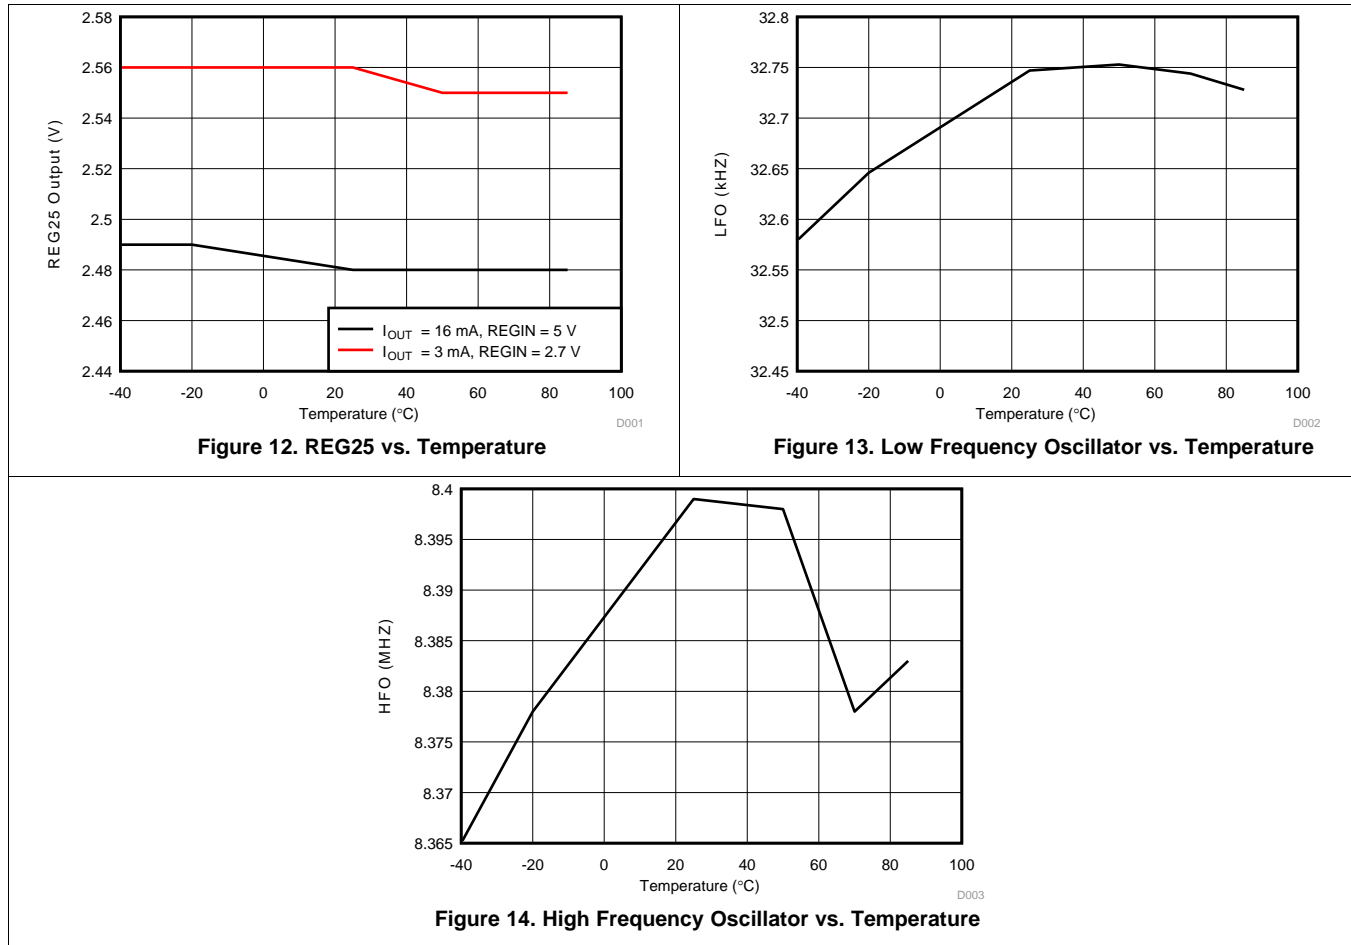 2.58
2.56
2.54
2.52
2.5
2.48
2.46
2.44
REG25 Output (V)
IOUT = 16 mA, REGIN = 5 V
IOUT = 3 mA, REGIN = 2.7 V
-40 -20 0 20 40 60 80 100
Temperature (°C)
D001
Figure 12. REG25 vs. Temperature
32.8
32.75
32.7
32.65
32.6
32.55
32.5
32.45
LFO (kHZ)
-40 -20 0 20 40 60 80 100
Temperature (°C)
D002
Figure 13. Low Frequency Oscillator vs. Temperature
8.4
8.395
8.39
8.385
8.38
8.375
8.37
8.365
HFO (MHZ)
-40 -20 0 20 40 60 80 100
Temperature (°C)
D003
Figure 14. High Frequency Oscillator vs. Temperature